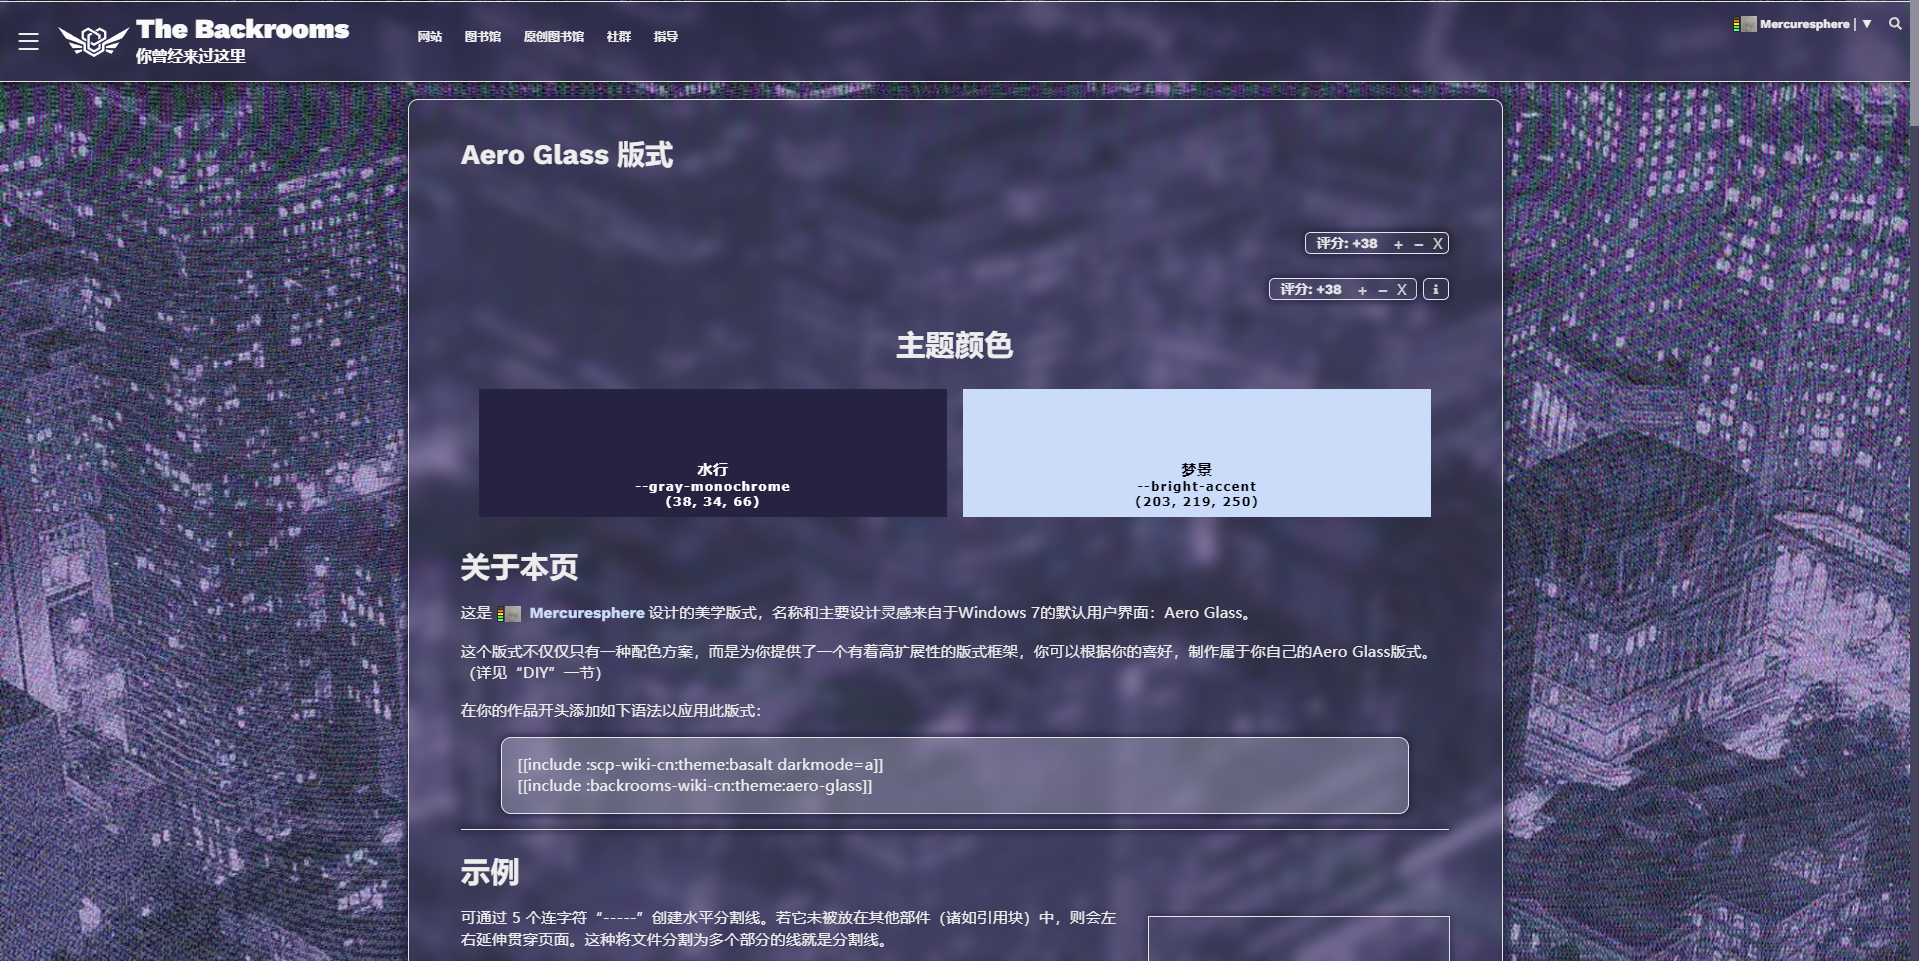 The Backrooms
你曾经来过这里
网站 图书馆 原创图书馆 社群 指导
Mercuresphere | ▼
Aero Glass 版式
评分: +38 + – X
评分: +38 + – X i
主题颜色
水行
--gray-monochrome
(38, 34, 66)
梦景
--bright-accent
(203, 219, 250)
关于本页
这是 Mercuresphere 设计的美学版式，名称和主要设计灵感来自于Windows 7的默认用户界面：Aero Glass。
这个版式不仅仅只有一种配色方案，而是为你提供了一个有着高扩展性的版式框架，你可以根据你的喜好，制作属于你自己的Aero Glass版式。
（详见“DIY”一节）
在你的作品开头添加如下语法以应用此版式：
[[include :scp-wiki-cn:theme:basalt darkmode=a]]
[[include :backrooms-wiki-cn:theme:aero-glass]]
示例
可通过 5 个连字符“-----”创建水平分割线。若它未被放在其他部件（诸如引用块）中，则会左
右延伸贯穿页面。这种将文件分割为多个部分的线就是分割线。